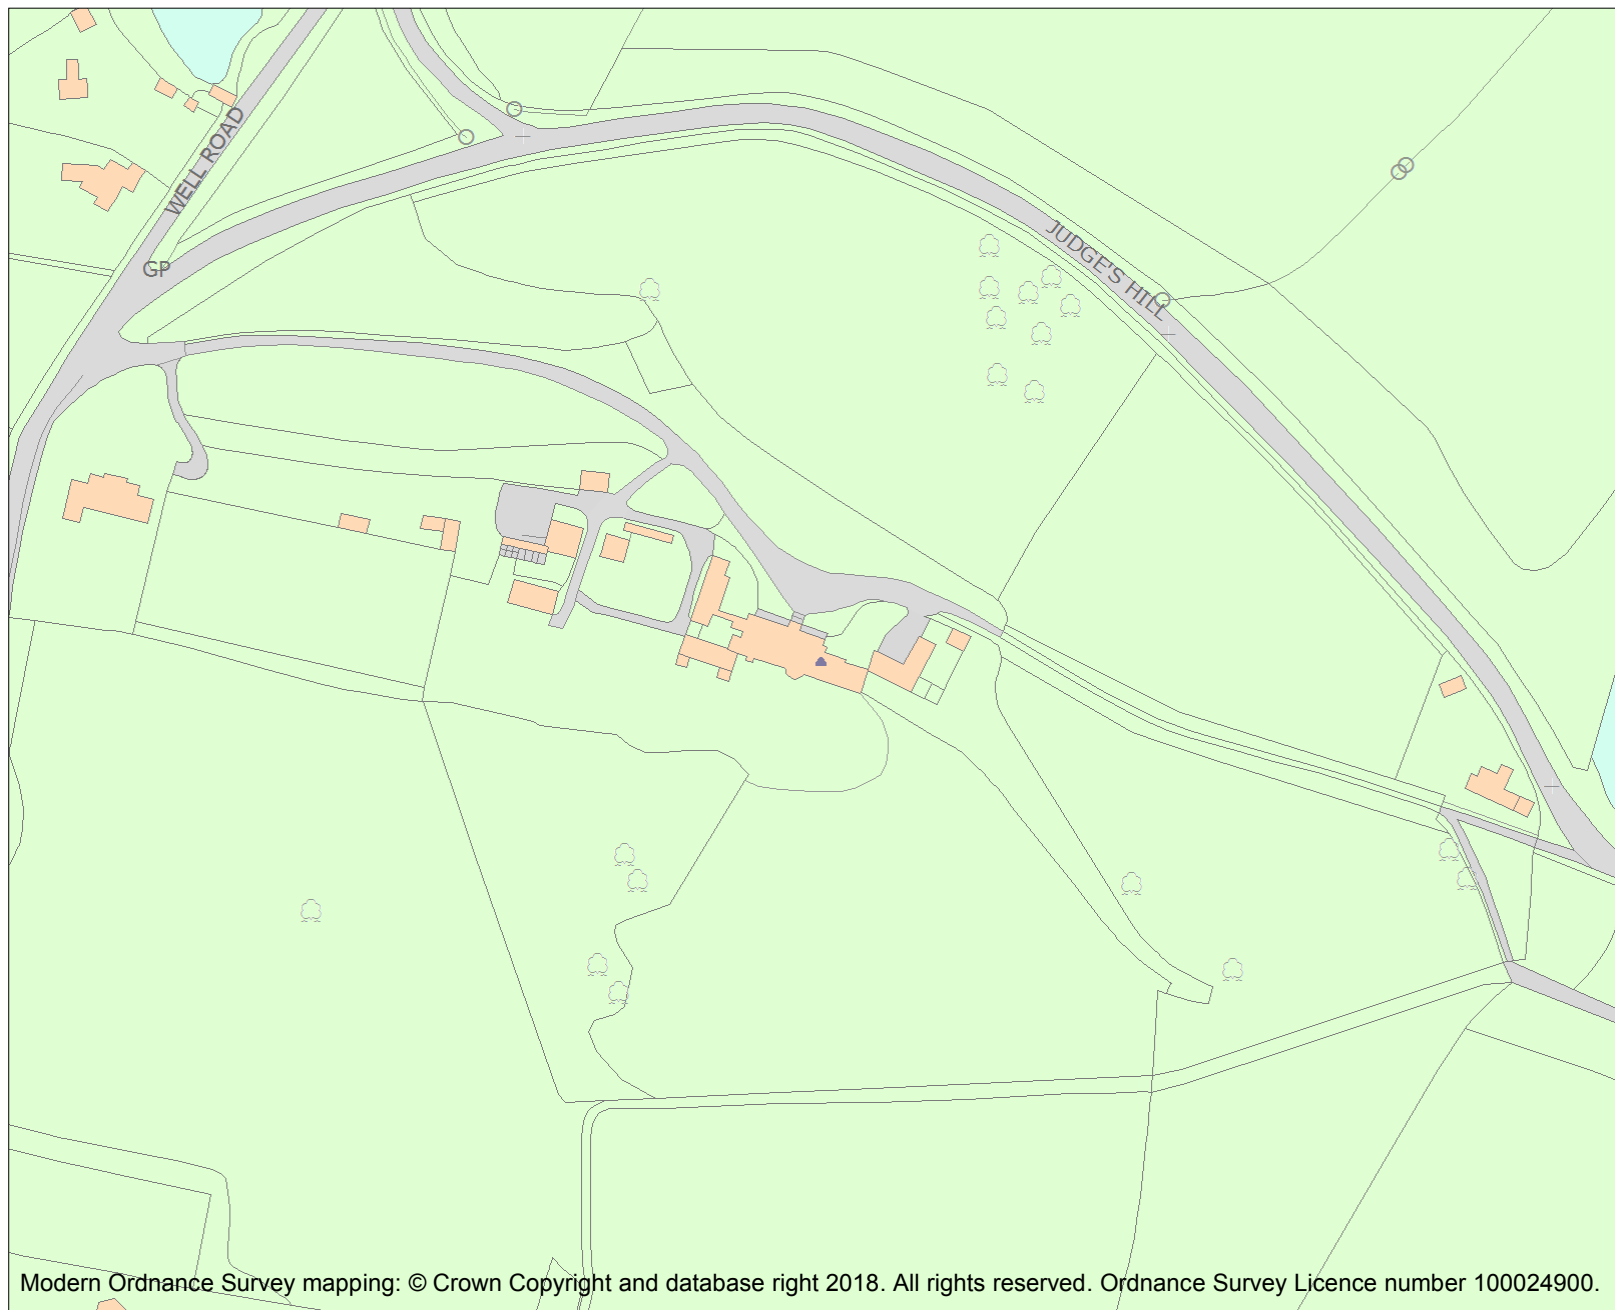 WELL ROAD
GP
JUDGE'S HILL
Modern Ordnance Survey mapping: © Crown Copyright and database right 2018. All rights reserved. Ordnance Survey Licence number 100024900.